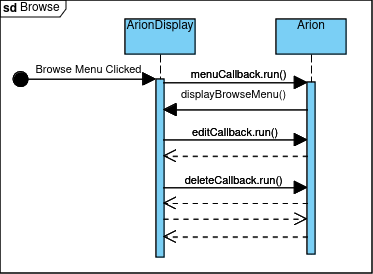 sd Browse
ArionDisplay
Arion
Browse Menu Clicked
menuCallback.run()
displayBrowseMenu()
editCallback.run()
deleteCallback.run()